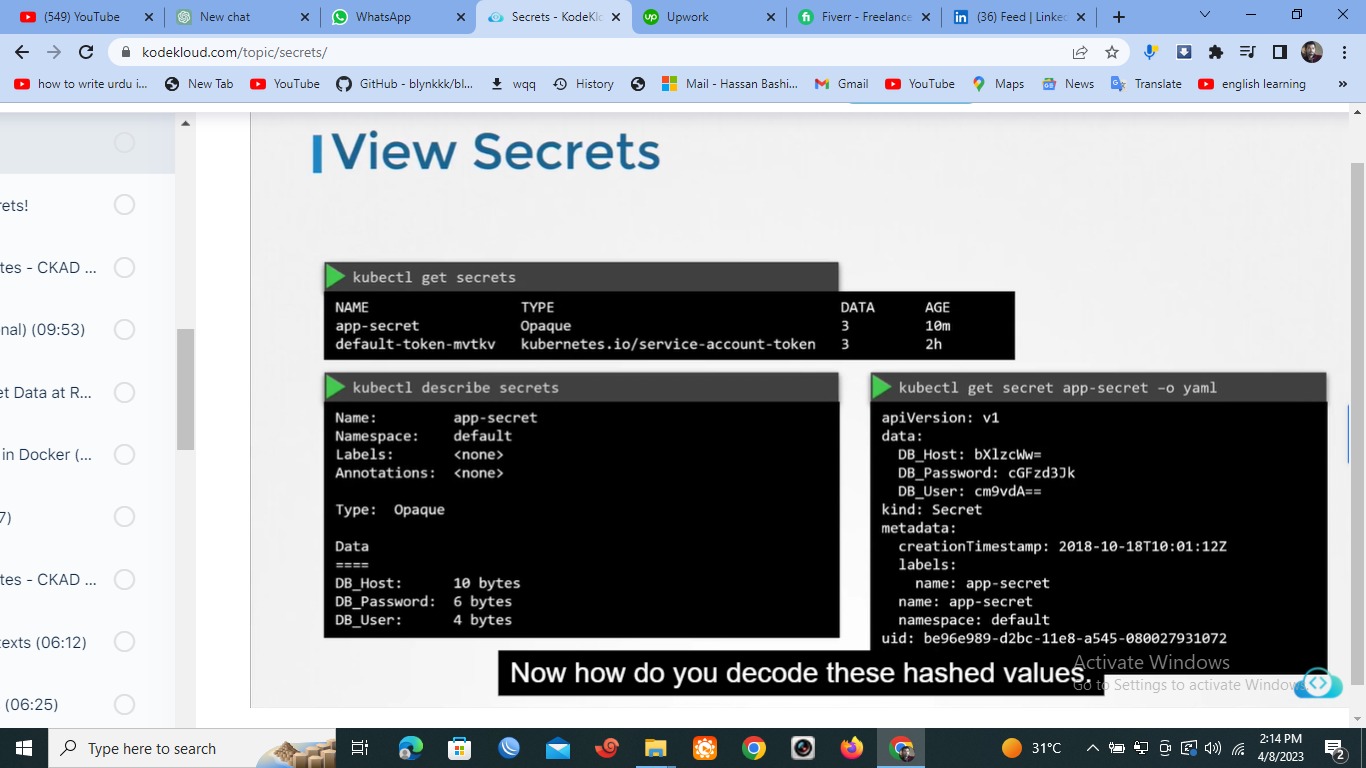 (549) YouTube
New chat
WhatsApp
Secrets - KodeKlo
Upwork
Fiverr - Freelance
(36) Feed | Linke
kodekloud.com/topic/secrets/
how to write urdu i...
New Tab
YouTube
GitHub - blynkkk/bl...
wqq
History
Mail - Hassan Bashi...
Gmail
YouTube
Maps
News
Translate
english learning
»
View Secrets
rets!
tes - CKAD ...
nal) (09:53)
et Data at R...
in Docker (...
7)
tes - CKAD ...
texts (06:12)
(06:25)
kubectl get secrets
NAME TYPE DATA AGE
app-secret Opaque 3 10m
default-token-mvtkv kubernetes.io/service-account-token 3 2h
kubectl describe secrets
Name: app-secret
Namespace: default
Labels: <none>
Annotations: <none>
Type: Opaque
Data
====
DB_Host: 10 bytes
DB_Password: 6 bytes
DB_User: 4 bytes
kubectl get secret app-secret –o yaml
apiVersion: v1
data:
DB_Host: bXlzcWw=
DB_Password: cGFzd3Jk
DB_User: cm9vdA==
kind: Secret
metadata:
creationTimestamp: 2018-10-18T10:01:12Z
labels:
name: app-secret
name: app-secret
namespace: default
uid: be96e989-d2bc-11e8-a545-080027931072
Now how do you decode these hashed values.
Activate Windows
Go to Settings to activate Windows.
Type here to search
31°C
2:14 PM
4/8/2023
2